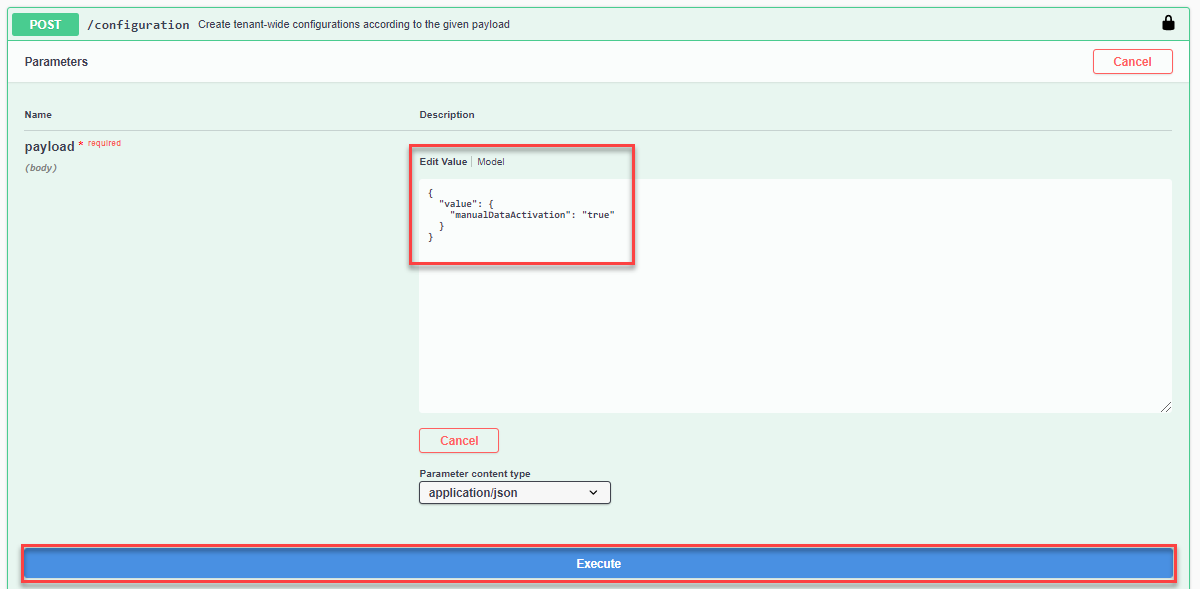 POST /configuration Create tenant-wide configurations according to the given payload
Parameters
Cancel
Name Description
payload * required
(body)
Edit Value | Model
{
  "value": {
    "manualDataActivation": "true"
  }
}
Cancel
Parameter content type
application/json
Execute